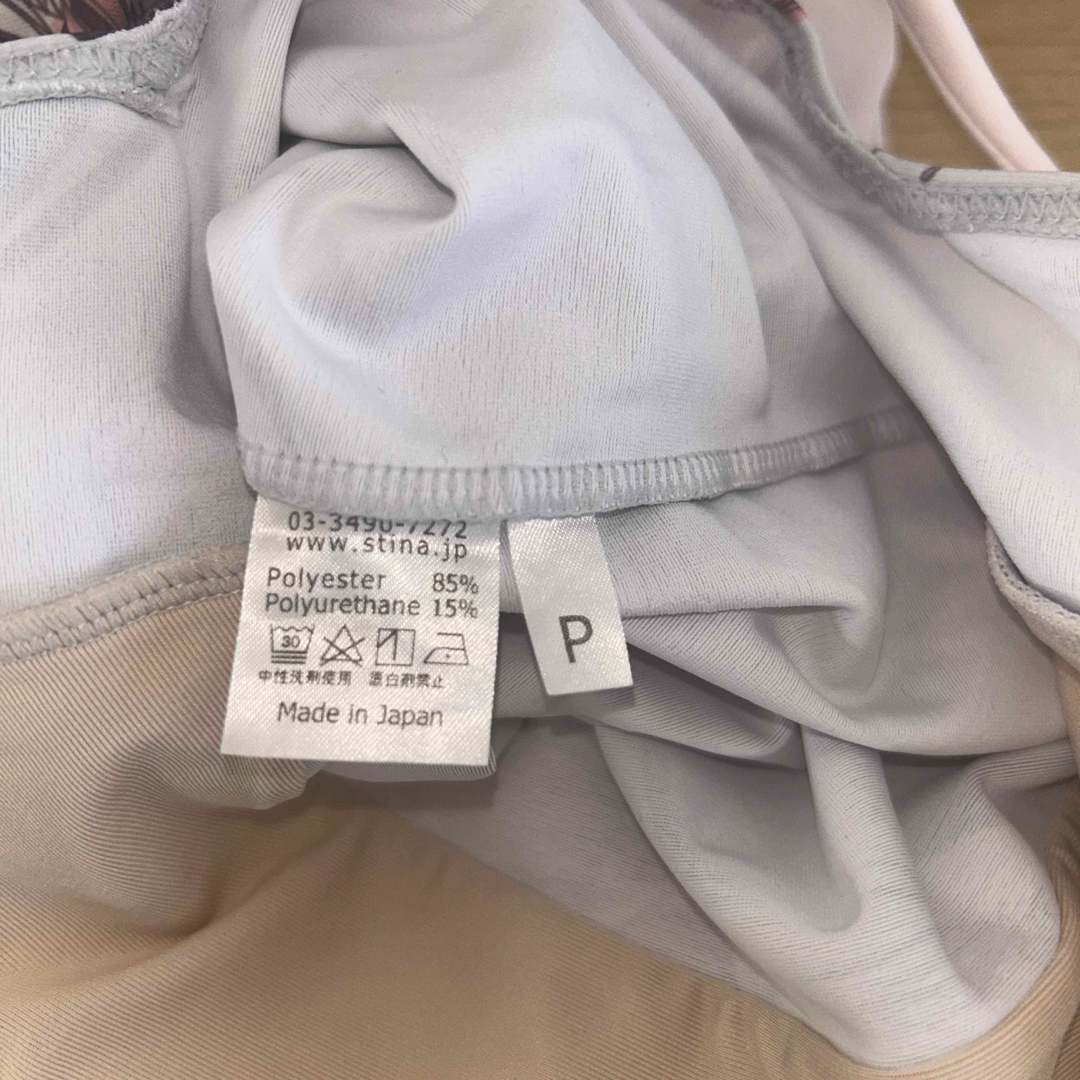 03-3490-7272
www.stina.jp
Polyester 85%
Polyurethane 15%
30
中性洗剤使用 漂白剤禁止
Made in Japan
P